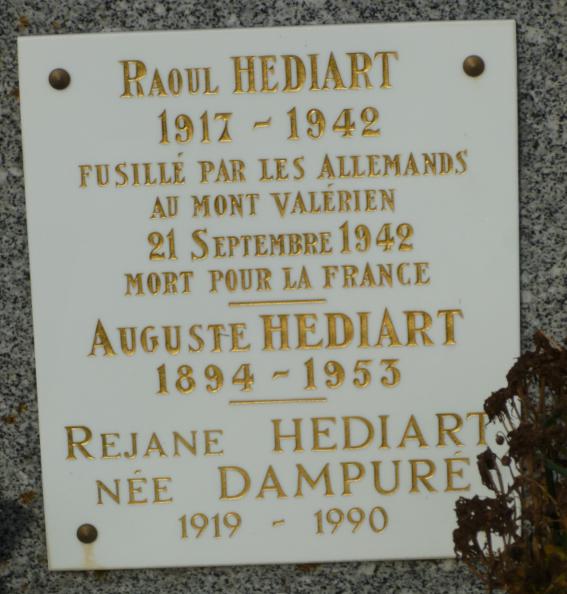 RAOUL HEDIART
1917 - 1942
FUSILLÉ PAR LES ALLEMANDS
AU MONT VALÉRIEN
21 SEPTEMBRE 1942
MORT POUR LA FRANCE
AUGUSTE HEDIART
1894 - 1953
REJANE HEDIART
NÉE DAMPURÉ
1919 - 1990